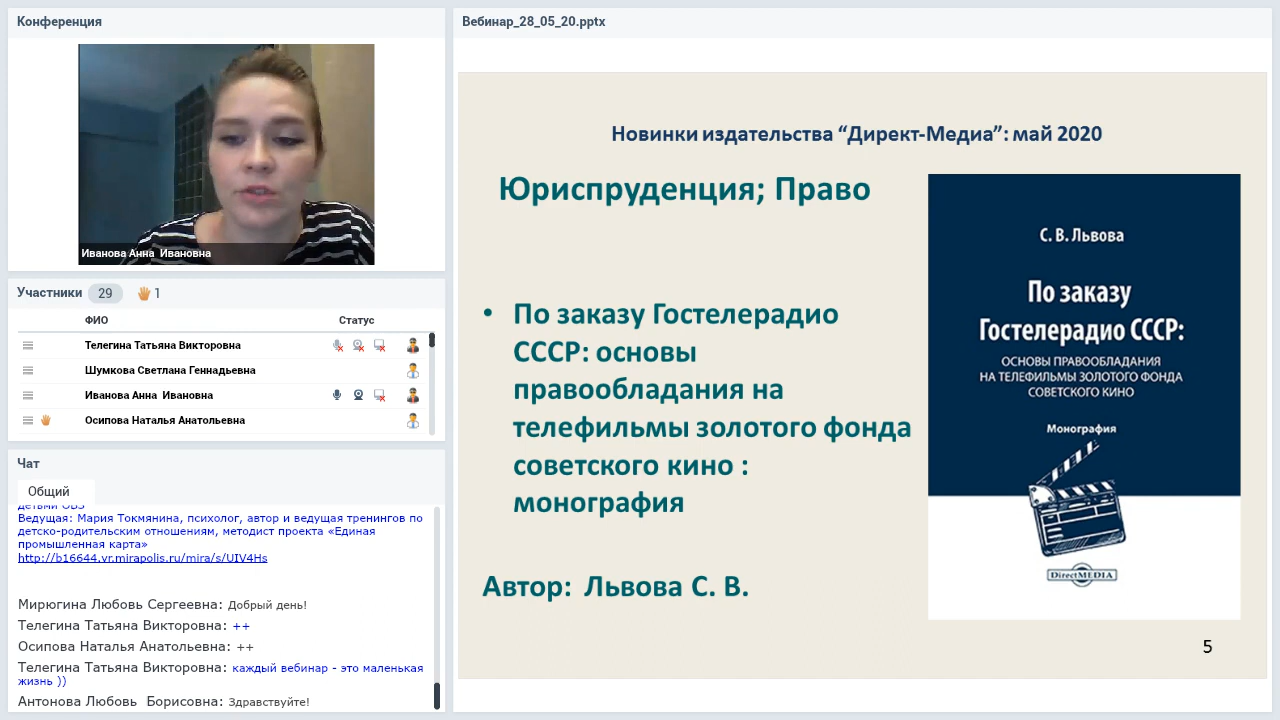 Конференция
Иванова Анна  Ивановна
Участники 29 1
ФИО Статус
Телегина Татьяна Викторовна
Шумкова Светлана Геннадьевна
Иванова Анна  Ивановна
Осипова Наталья Анатольевна
Чат
Общий
детьми ОВЗ
Ведущая: Мария Токмянина, психолог, автор и ведущая тренингов по
детско-родительским отношениям, методист проекта «Единая
промышленная карта»
http://b16644.vr.mirapolis.ru/mira/s/UIV4Hs
Мирюгина Любовь Сергеевна: Добрый день!
Телегина Татьяна Викторовна: ++
Осипова Наталья Анатольевна: ++
Телегина Татьяна Викторовна: каждый вебинар - это маленькая
жизнь ))
Антонова Любовь  Борисовна: Здравствуйте!
Вебинар_28_05_20.pptx
Новинки издательства “Директ-Медиа”: май 2020
Юриспруденция; Право
• По заказу Гостелерадио
СССР: основы
правообладания на
телефильмы золотого фонда
советского кино :
монография
Автор:  Львова С. В.
С. В. Львова
По заказу
Гостелерадио СССР:
ОСНОВЫ ПРАВООБЛАДАНИЯ
НА ТЕЛЕФИЛЬМЫ ЗОЛОТОГО ФОНДА
СОВЕТСКОГО КИНО
Монография
DirectMEDIA
5